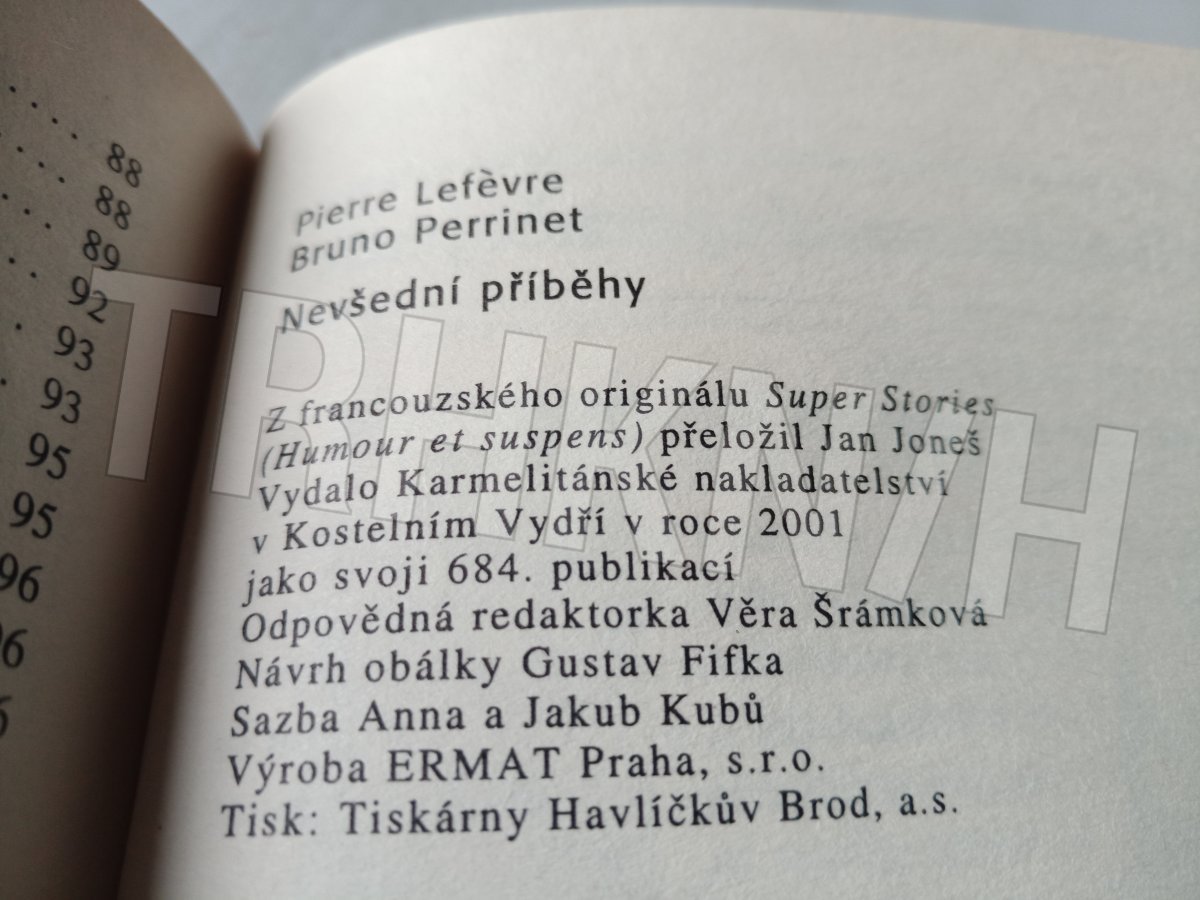 88
88
89
92
93
93
95
95
96
Pierre Lefèvre
Bruno Perrinet
Nevšední příběhy
Z francouzského originálu Super Stories
(Humour et suspens) přeložil Jan Joneš
Vydalo Karmelitánské nakladatelství
v Kostelním Vydří v roce 2001
jako svoji 684. publikací
Odpovědná redaktorka Věra Šrámková
Návrh obálky Gustav Fifka
Sazba Anna a Jakub Kubů
Výroba ERMAT Praha, s.r.o.
Tisk: Tiskárny Havlíčkův Brod, a.s.
TRHKNIH